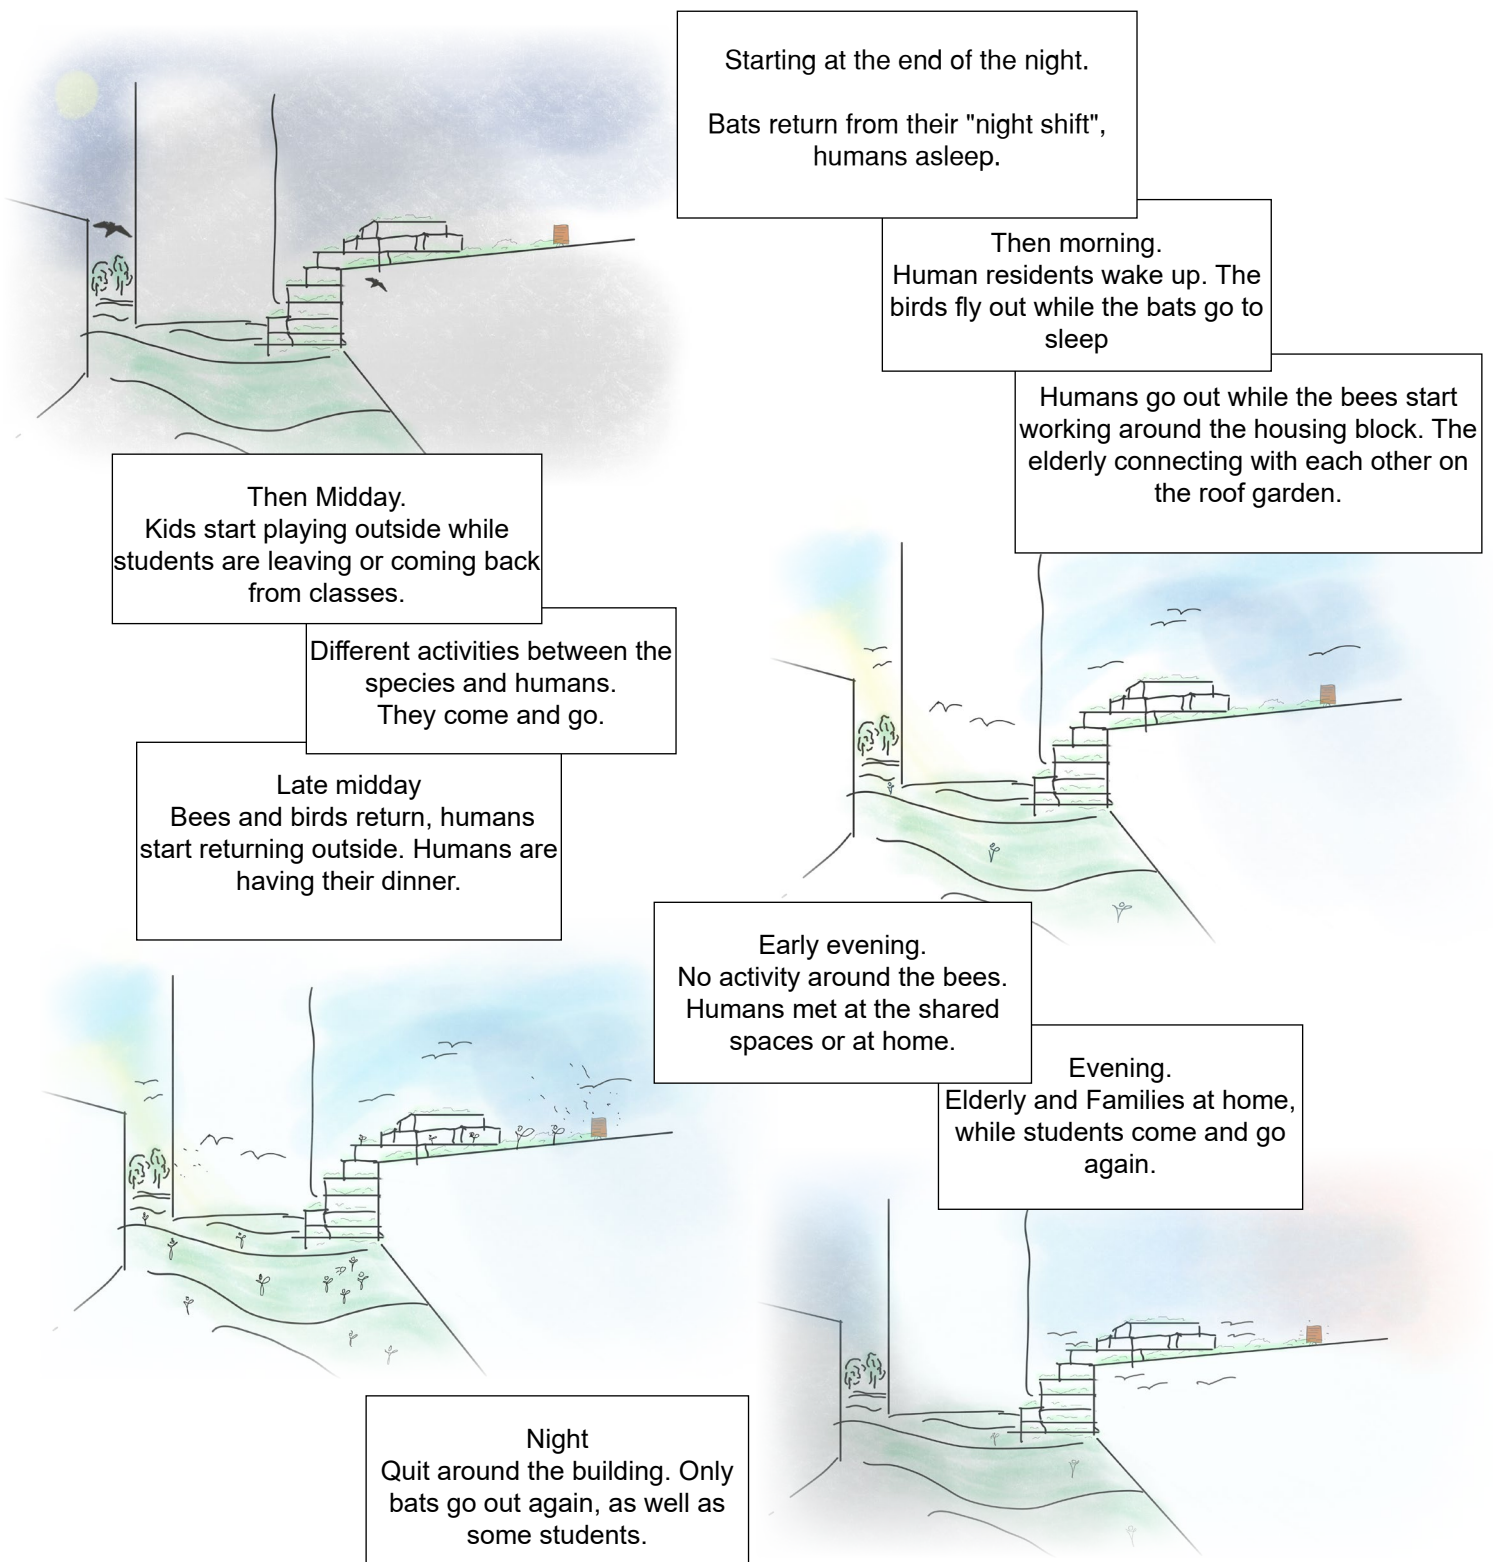 Starting at the end of the night.
Bats return from their "night shift",
humans asleep.
Then morning.
Human residents wake up. The
birds fly out while the bats go to
sleep
Humans go out while the bees start
working around the housing block. The
elderly connecting with each other on
the roof garden.
Then Midday.
Kids start playing outside while
students are leaving or coming back
from classes.
Different activities between the
species and humans.
They come and go.
Late midday
Bees and birds return, humans
start returning outside. Humans are
having their dinner.
Early evening.
No activity around the bees.
Humans met at the shared
spaces or at home.
Evening.
Elderly and Families at home,
while students come and go
again.
Night
Quit around the building. Only
bats go out again, as well as
some students.